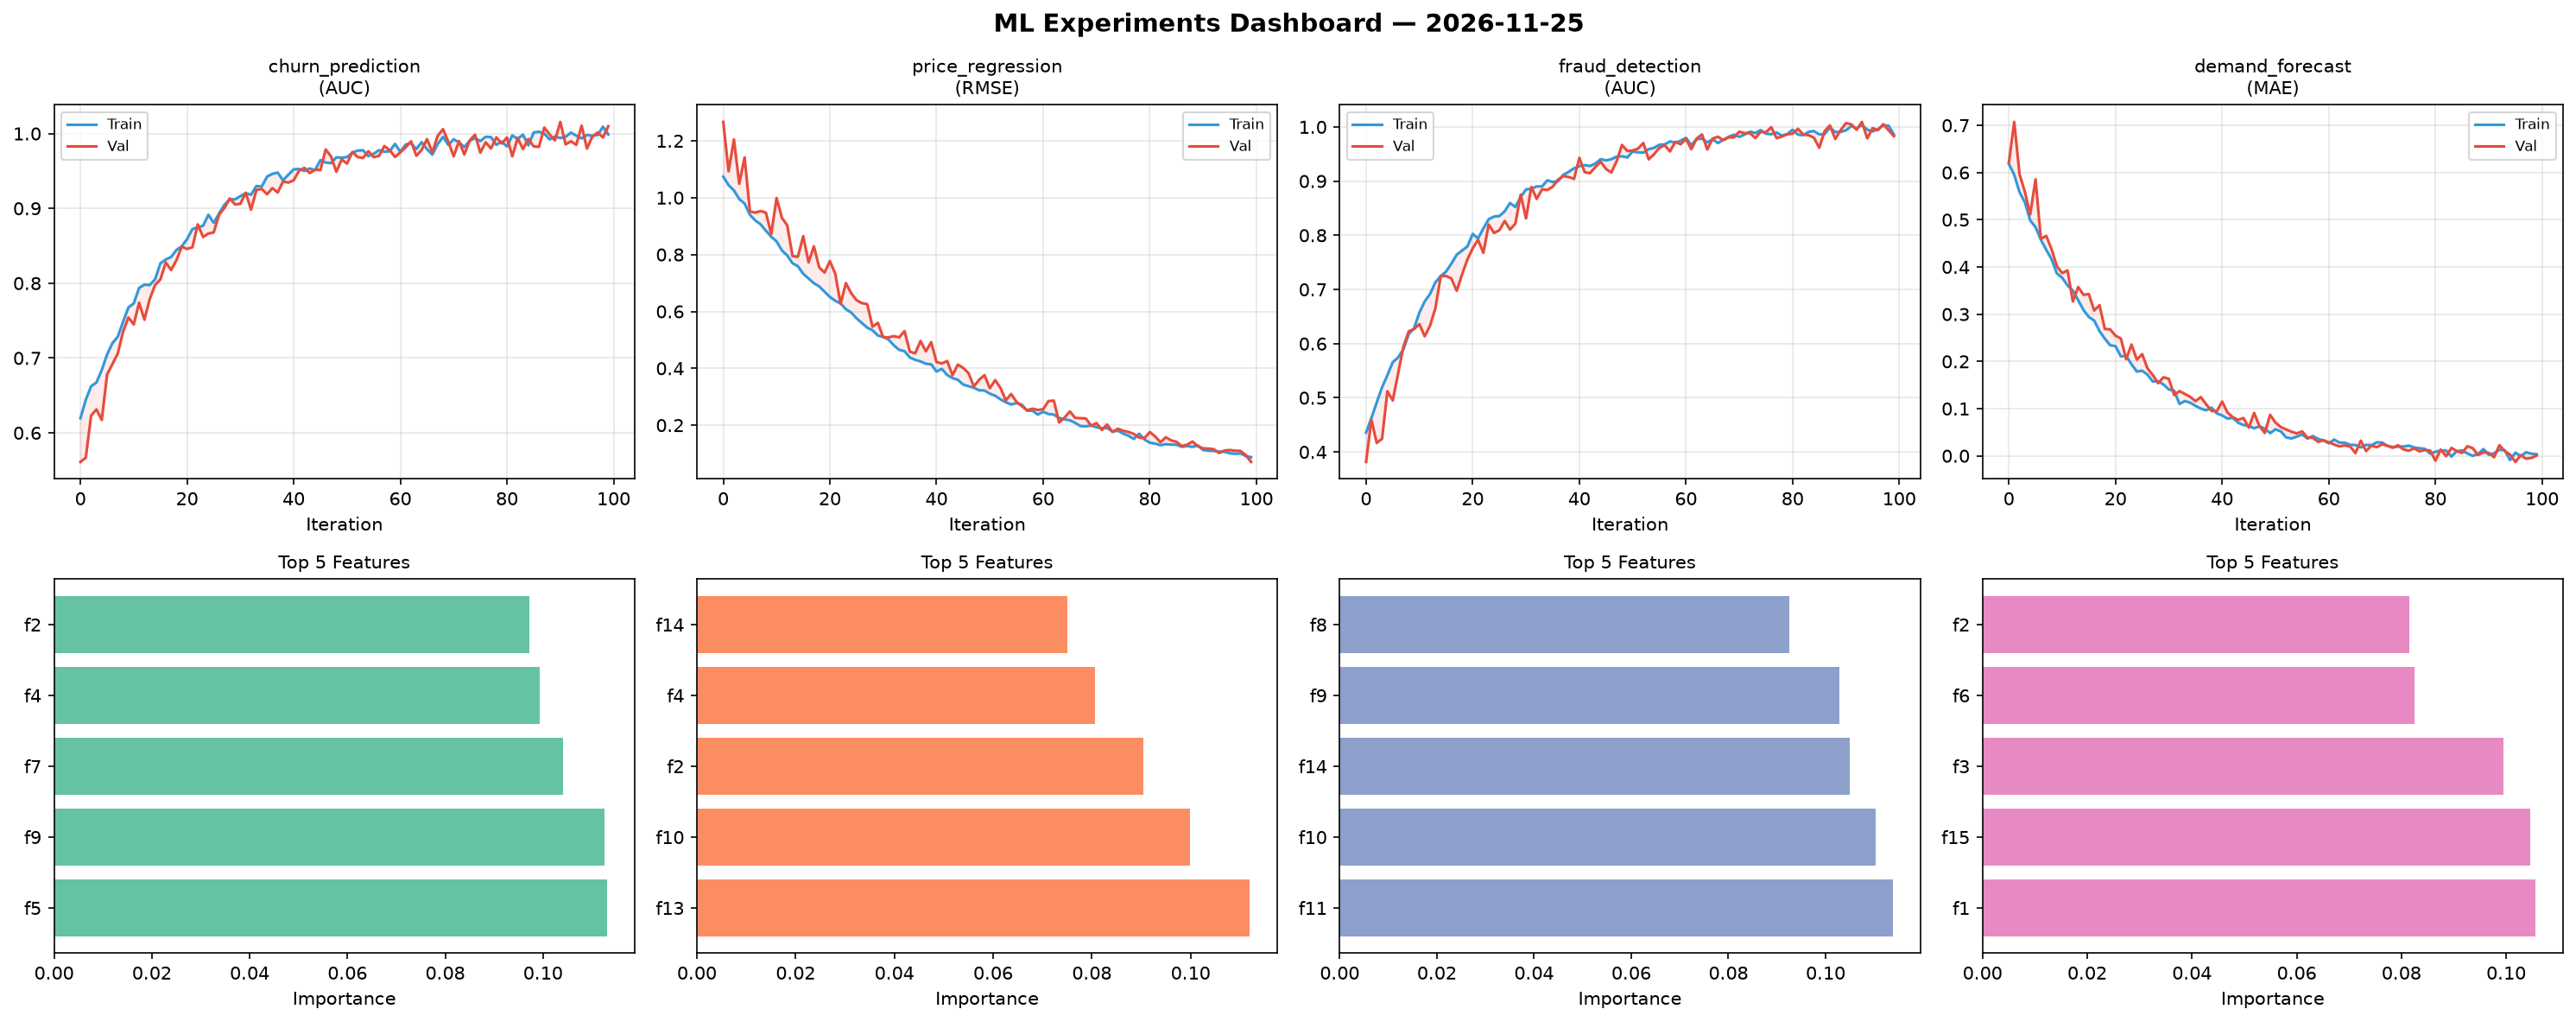 ML Experiments Dashboard — 2026-11-25
churn_prediction
(AUC)
Train
Val
1.0
0.9
0.8
0.7
0.6
0 20 40 60 80 100
Iteration
price_regression
(RMSE)
Train
Val
1.2
1.0
0.8
0.6
0.4
0.2
0 20 40 60 80 100
Iteration
fraud_detection
(AUC)
Train
Val
1.0
0.9
0.8
0.7
0.6
0.5
0.4
0 20 40 60 80 100
Iteration
demand_forecast
(MAE)
Train
Val
0.7
0.6
0.5
0.4
0.3
0.2
0.1
0.0
0 20 40 60 80 100
Iteration
Top 5 Features
f2
f4
f7
f9
f5
0.00 0.02 0.04 0.06 0.08 0.10
Importance
Top 5 Features
f14
f4
f2
f10
f13
0.00 0.02 0.04 0.06 0.08 0.10
Importance
Top 5 Features
f8
f9
f14
f10
f11
0.00 0.02 0.04 0.06 0.08 0.10
Importance
Top 5 Features
f2
f6
f3
f15
f1
0.00 0.02 0.04 0.06 0.08 0.10
Importance